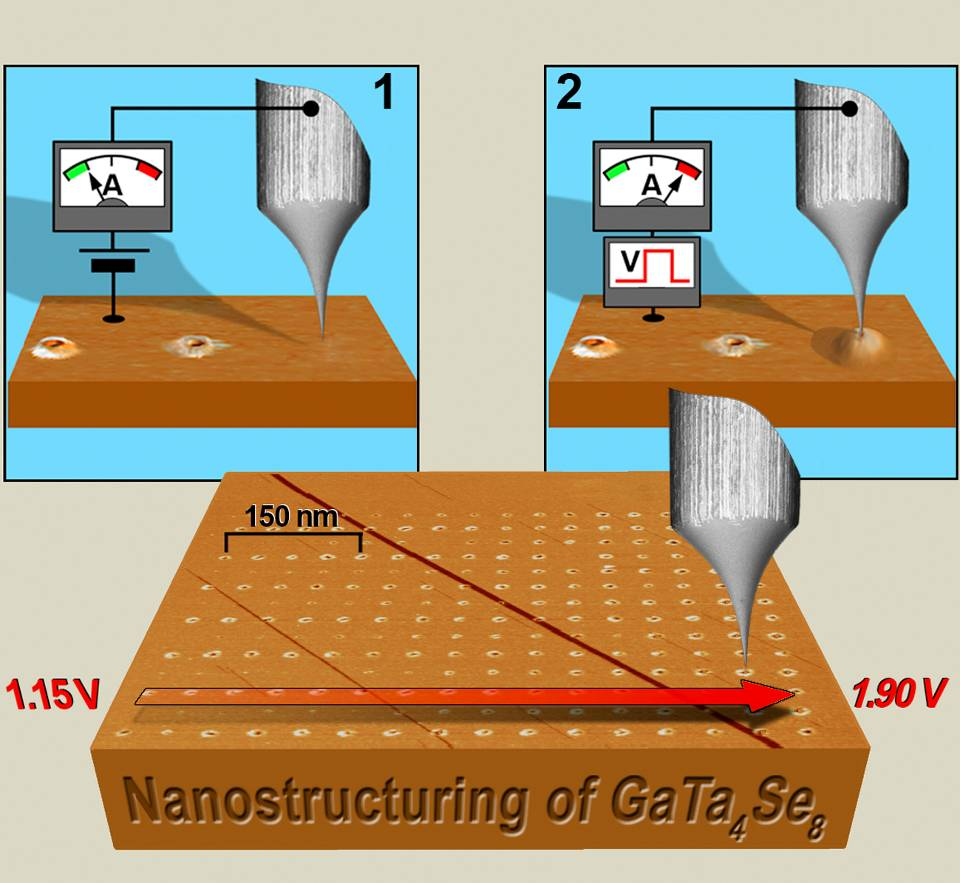 1
2
A
A
V
150 nm
1.15V
1.90 V
Nanostructuring of GaTa₄Se₈